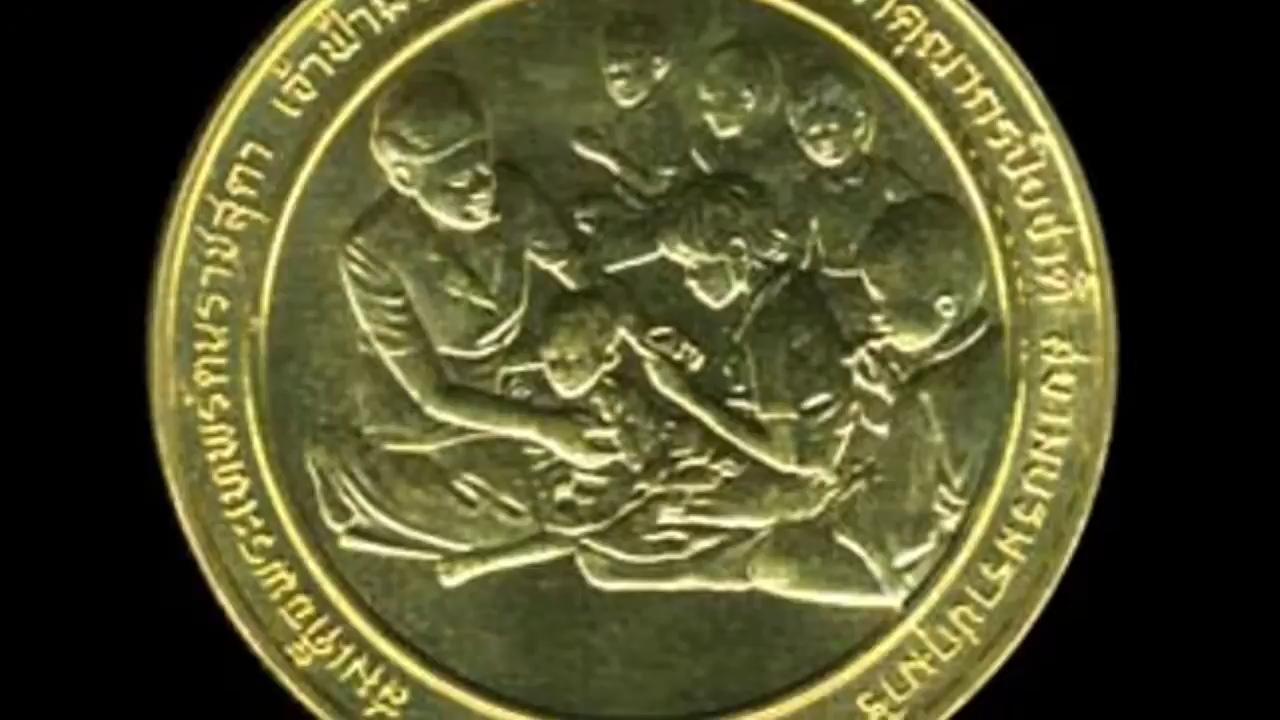 สมเด็จพระเทพรัตนราชสุดา เจ้าฟ้า
คุณากรปิยชาติ สยามบรมราชกุมารี